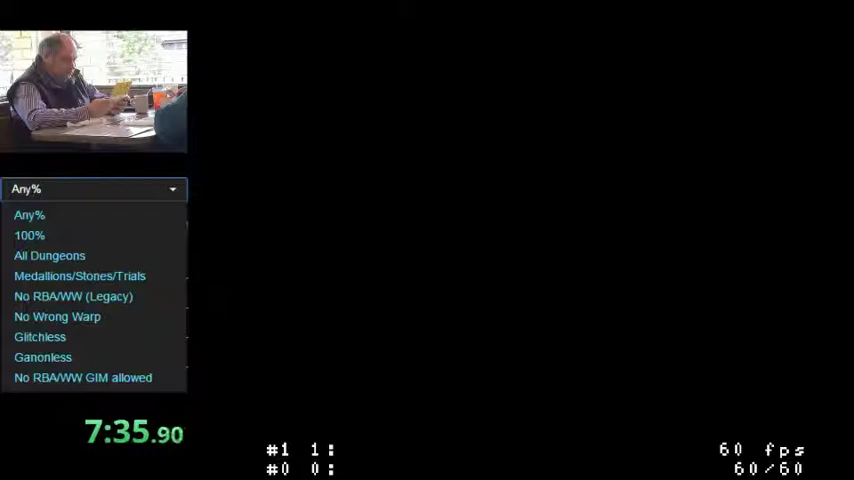 Any%
Any%
100%
All Dungeons
Medallions/Stones/Trials
No RBA/WW (Legacy)
No Wrong Warp
Glitchless
Ganonless
No RBA/WW GIM allowed
7:35.90
#1 1: 60 fps
#0 0: 60/60